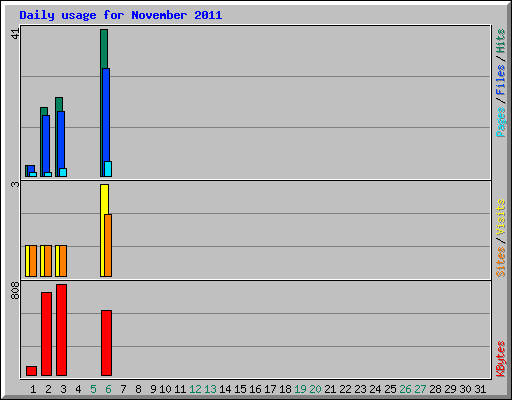 Daily usage for November 2011
41
Pages/Files/Hits
3
Sites/Visits
808
KBytes
1 2 3 4 5 6 7 8 9 10 11 12 13 14 15 16 17 18 19 20 21 22 23 24 25 26 27 28 29 30 31